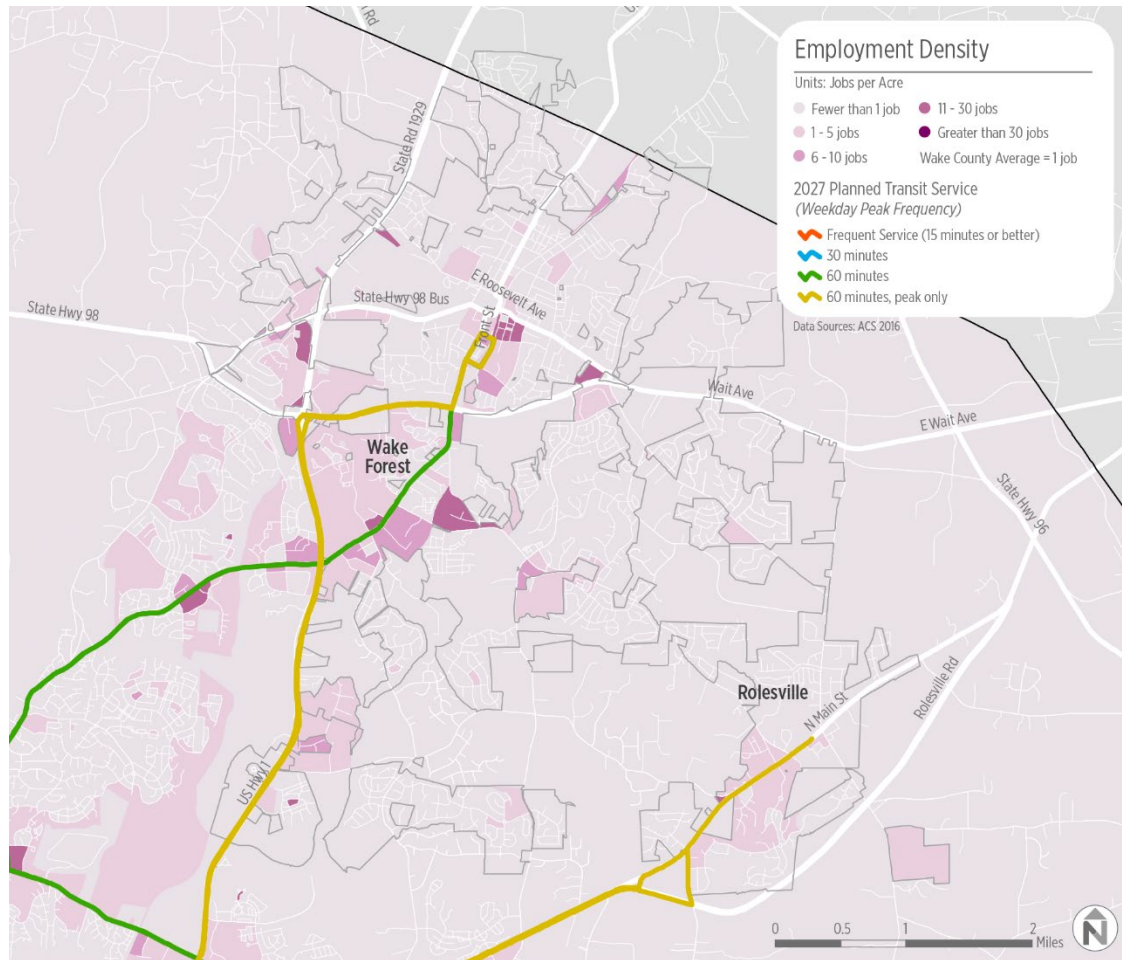 Employment Density
Units: Jobs per Acre
Fewer than 1 job
1 - 5 jobs
6 - 10 jobs
11 - 30 jobs
Greater than 30 jobs
Wake County Average = 1 job
2027 Planned Transit Service
(Weekday Peak Frequency)
Frequent Service (15 minutes or better)
30 minutes
60 minutes
60 minutes, peak only
Data Sources: ACS 2016
Rd
State Rd 1929
State Hwy 98
State Hwy 98 Bus
E Roosevelt Ave
Front St
Wait Ave
E Wait Ave
State Hwy 96
Wake
Forest
Rolesville
N Main St
Rolesville Rd
US Hwy 1
0 0.5 1 2
Miles
N